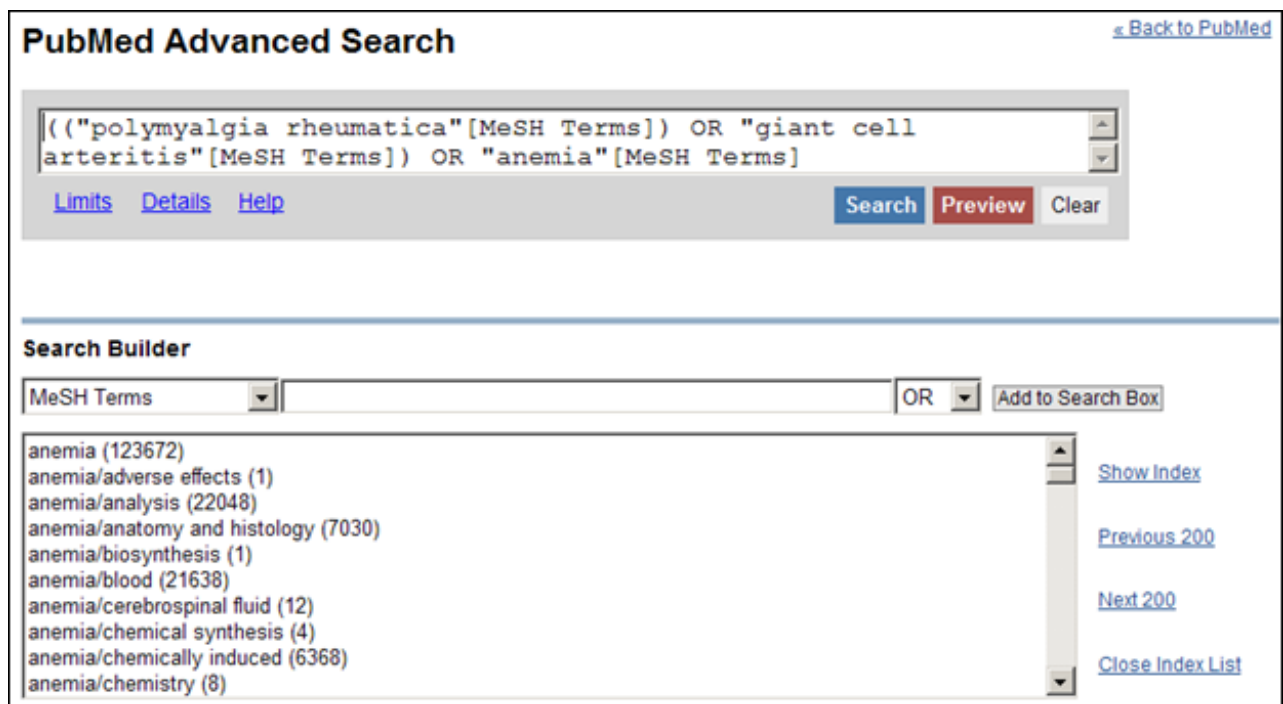 PubMed Advanced Search
« Back to PubMed
(("polymyalgia rheumatica"[MeSH Terms]) OR "giant cell
arteritis"[MeSH Terms]) OR "anemia"[MeSH Terms]
Limits Details Help Search Preview Clear
Search Builder
MeSH Terms OR Add to Search Box
anemia (123672)
anemia/adverse effects (1)
anemia/analysis (22048)
anemia/anatomy and histology (7030)
anemia/biosynthesis (1)
anemia/blood (21638)
anemia/cerebrospinal fluid (12)
anemia/chemical synthesis (4)
anemia/chemically induced (6368)
anemia/chemistry (8)
Show Index
Previous 200
Next 200
Close Index List